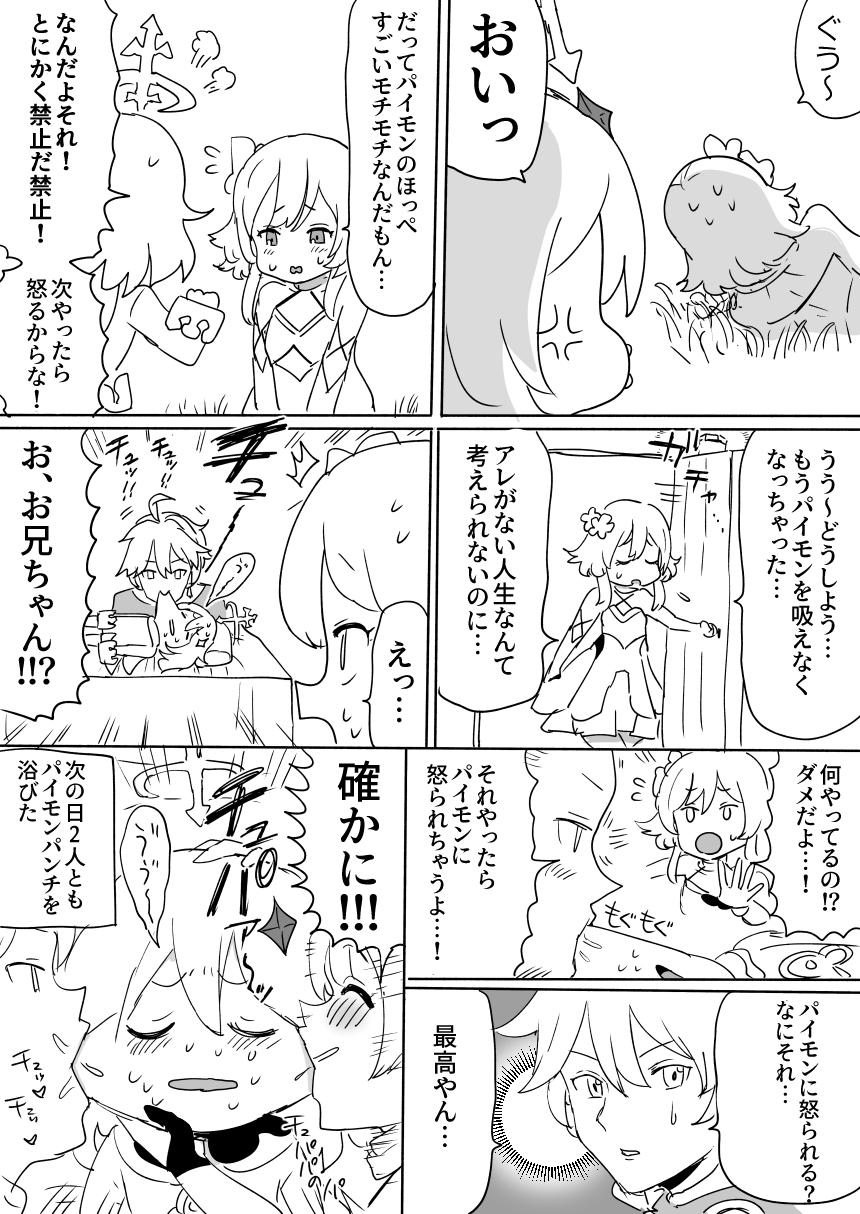 ぐう〜
おいっ
だってパイモンのほっぺ
すごいモチモチなんだもん…
なんだよそれ!
とにかく禁止だ禁止!
次やったら
怒るからな!
うう〜どうしよう…
もうパイモンを吸えなく
なっちゃった…
ガチャ…
アレがない人生なんて
考えられないのに…
えっ…
チュー
チュッ…
チュッ!!
お、お兄ちゃん!!?
何やってるの!?
ダメだよ…!
それやったら
パイモンに
怒られちゃうよ…!
もぐもぐ
パイモンに怒られる?
なにそれ…
最高やん…
確かに!!!
チュパッ
ううう…
次の日2人とも
パイモンパンチを
浴びた
チュッ♡
チュッ♡